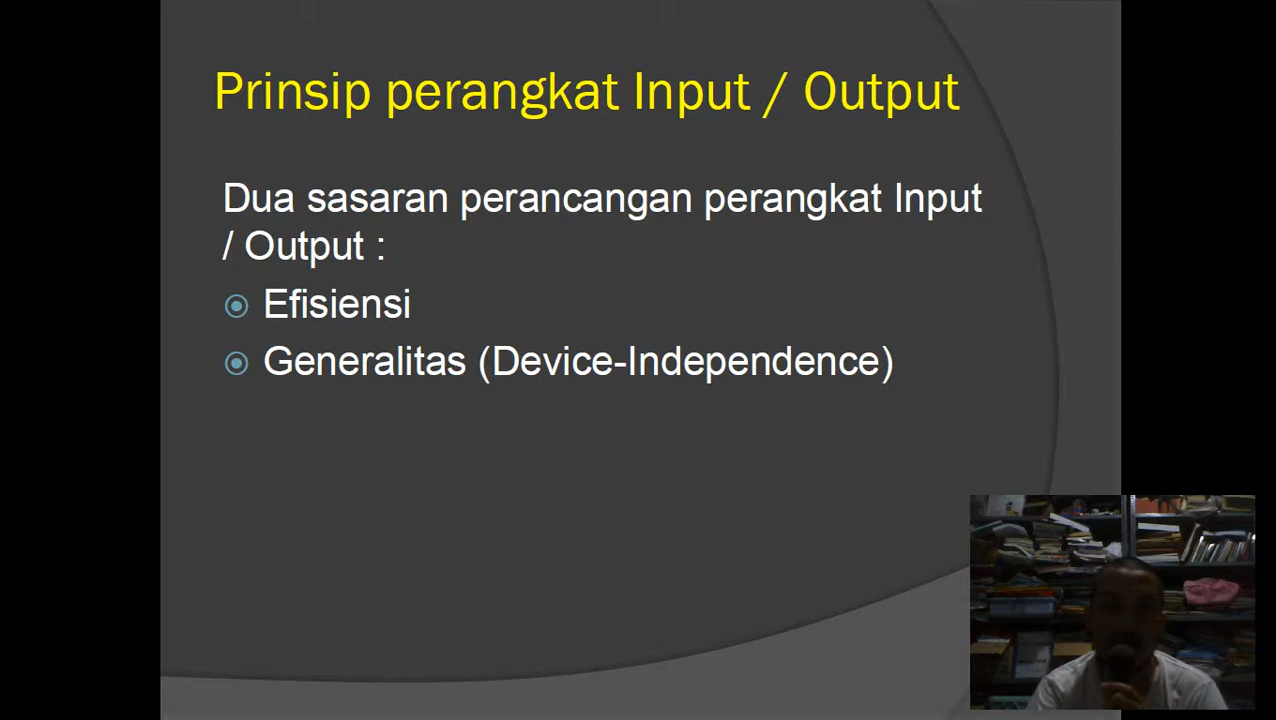 Prinsip perangkat Input / Output
Dua sasaran perancangan perangkat Input
/ Output :
Efisiensi
Generalitas (Device-Independence)